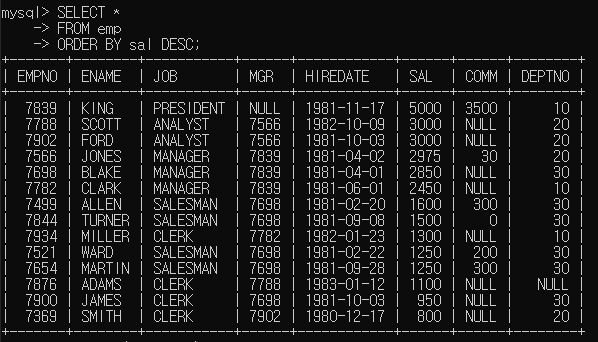 mysql> SELECT *
    -> FROM emp
    -> ORDER BY sal DESC;
+-------+--------+-----------+------+------------+------+------+--------+
| EMPNO | ENAME  | JOB       | MGR  | HIREDATE   | SAL  | COMM | DEPTNO |
+-------+--------+-----------+------+------------+------+------+--------+
|  7839 | KING   | PRESIDENT | NULL | 1981-11-17 | 5000 | 3500 |     10 |
|  7788 | SCOTT  | ANALYST   | 7566 | 1982-10-09 | 3000 | NULL |     20 |
|  7902 | FORD   | ANALYST   | 7566 | 1981-10-03 | 3000 | NULL |     20 |
|  7566 | JONES  | MANAGER   | 7839 | 1981-04-02 | 2975 |   30 |     20 |
|  7698 | BLAKE  | MANAGER   | 7839 | 1981-04-01 | 2850 | NULL |     30 |
|  7782 | CLARK  | MANAGER   | 7839 | 1981-06-01 | 2450 | NULL |     10 |
|  7499 | ALLEN  | SALESMAN  | 7698 | 1981-02-20 | 1600 |  300 |     30 |
|  7844 | TURNER | SALESMAN  | 7698 | 1981-09-08 | 1500 |    0 |     30 |
|  7934 | MILLER | CLERK     | 7782 | 1982-01-23 | 1300 | NULL |     10 |
|  7521 | WARD   | SALESMAN  | 7698 | 1981-02-22 | 1250 |  200 |     30 |
|  7654 | MARTIN | SALESMAN  | 7698 | 1981-09-28 | 1250 |  300 |     30 |
|  7876 | ADAMS  | CLERK     | 7788 | 1983-01-12 | 1100 | NULL |   NULL |
|  7900 | JAMES  | CLERK     | 7698 | 1981-10-03 |  950 | NULL |     30 |
|  7369 | SMITH  | CLERK     | 7902 | 1980-12-17 |  800 | NULL |     20 |
+-------+--------+-----------+------+------------+------+------+--------+